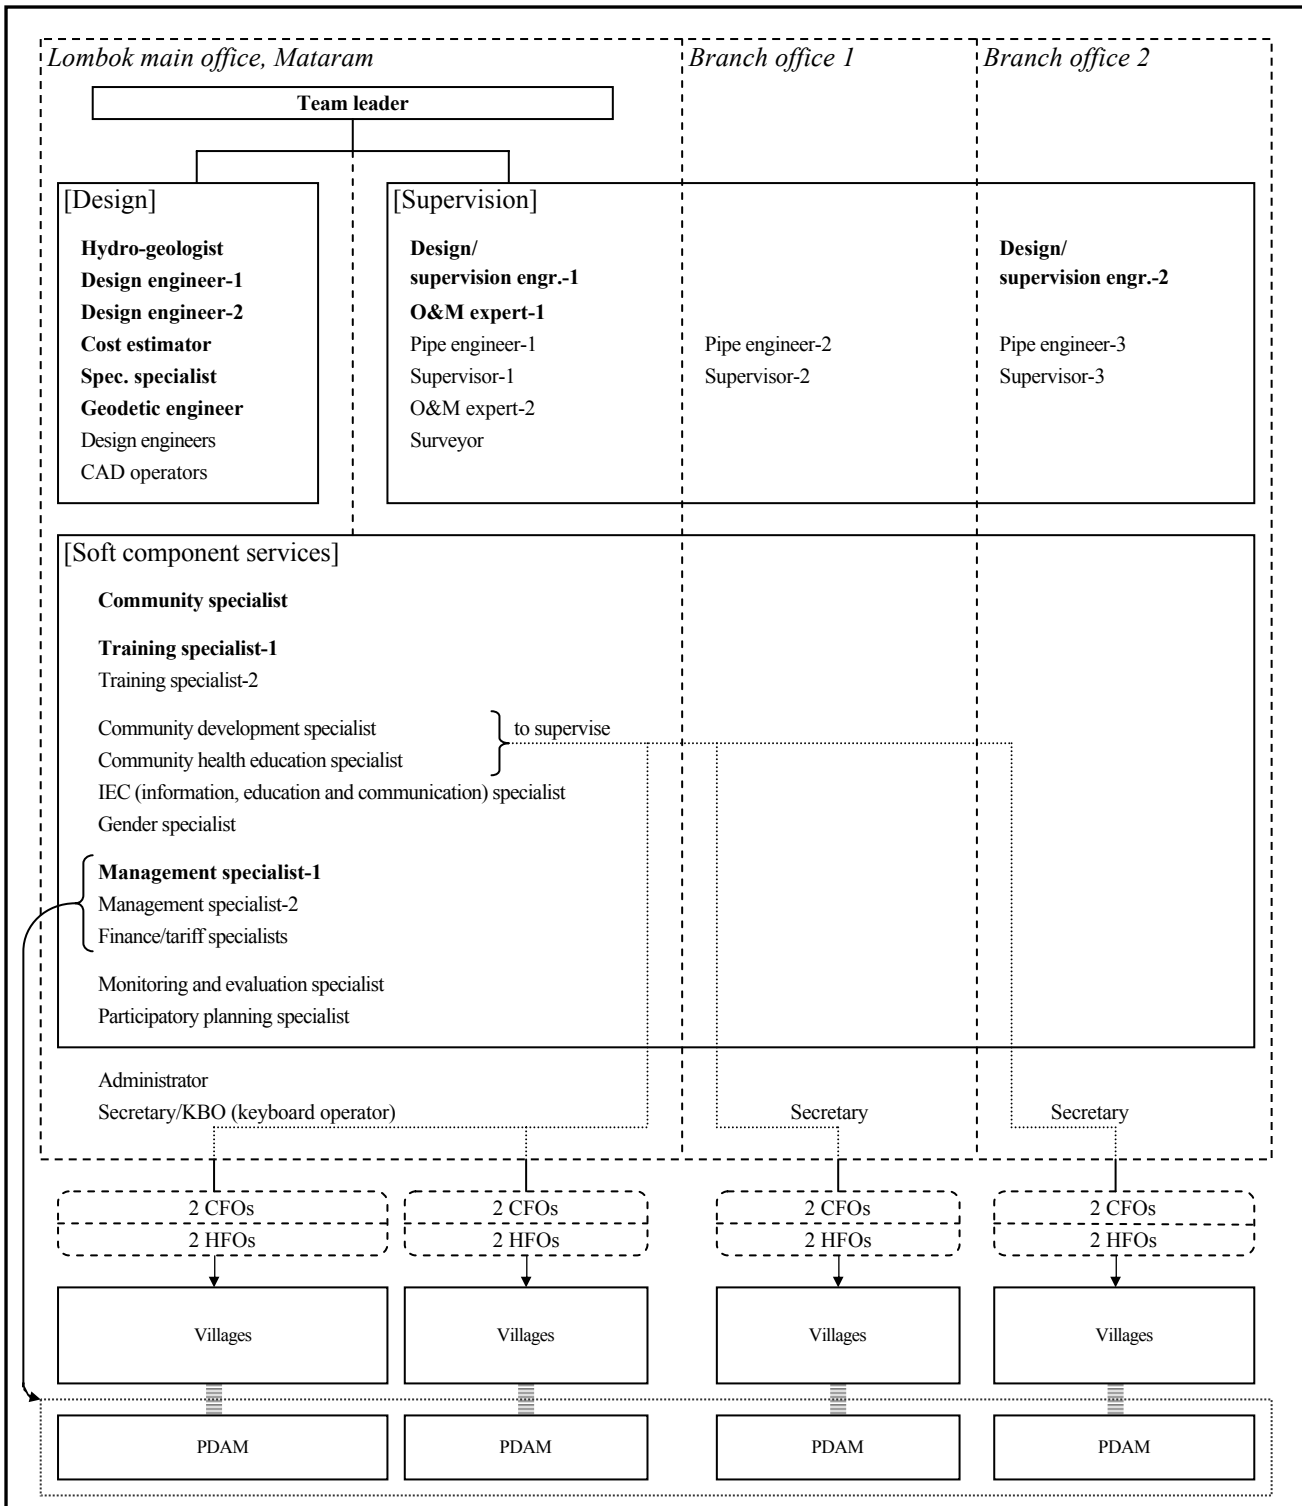 Lombok main office, Mataram
Branch office 1
Branch office 2
Team leader
[Design]
Hydro-geologist
Design engineer-1
Design engineer-2
Cost estimator
Spec. specialist
Geodetic engineer
Design engineers
CAD operators
[Supervision]
Design/
supervision engr.-1
O&M expert-1
Pipe engineer-1
Supervisor-1
O&M expert-2
Surveyor
Pipe engineer-2
Supervisor-2
Design/
supervision engr.-2
Pipe engineer-3
Supervisor-3
[Soft component services]
Community specialist
Training specialist-1
Training specialist-2
Community development specialist
Community health education specialist
to supervise
IEC (information, education and communication) specialist
Gender specialist
Management specialist-1
Management specialist-2
Finance/tariff specialists
Monitoring and evaluation specialist
Participatory planning specialist
Administrator
Secretary/KBO (keyboard operator)
Secretary
Secretary
2 CFOs
2 HFOs
2 CFOs
2 HFOs
2 CFOs
2 HFOs
2 CFOs
2 HFOs
Villages
Villages
Villages
Villages
PDAM
PDAM
PDAM
PDAM